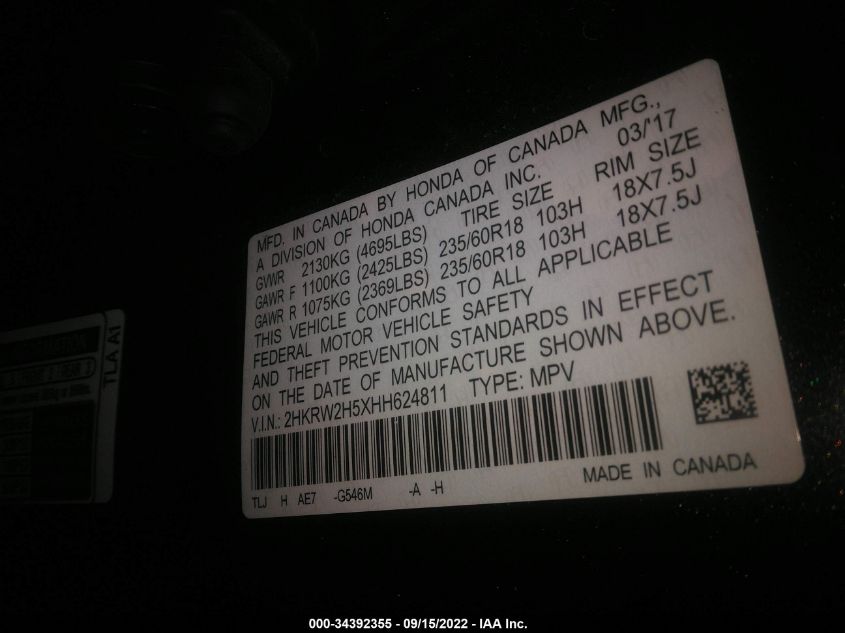 MFD. IN CANADA BY HONDA OF CANADA MFG.,
A DIVISION OF HONDA CANADA INC. 03/'17
GVWR 2130KG (4695LBS) TIRE SIZE RIM SIZE
GAWR F 1100KG (2425LBS) 235/60R18 103H 18X7.5J
GAWR R 1075KG (2369LBS) 235/60R18 103H 18X7.5J
THIS VEHICLE CONFORMS TO ALL APPLICABLE
FEDERAL MOTOR VEHICLE SAFETY
AND THEFT PREVENTION STANDARDS IN EFFECT
ON THE DATE OF MANUFACTURE SHOWN ABOVE.
V.I.N.: 2HKRW2H5XHH624811 TYPE: MPV
TLJ H AE7 -G546M -A -H
MADE IN CANADA
TLA A1
REAR 3
000-34392355 - 09/15/2022 - IAA Inc.